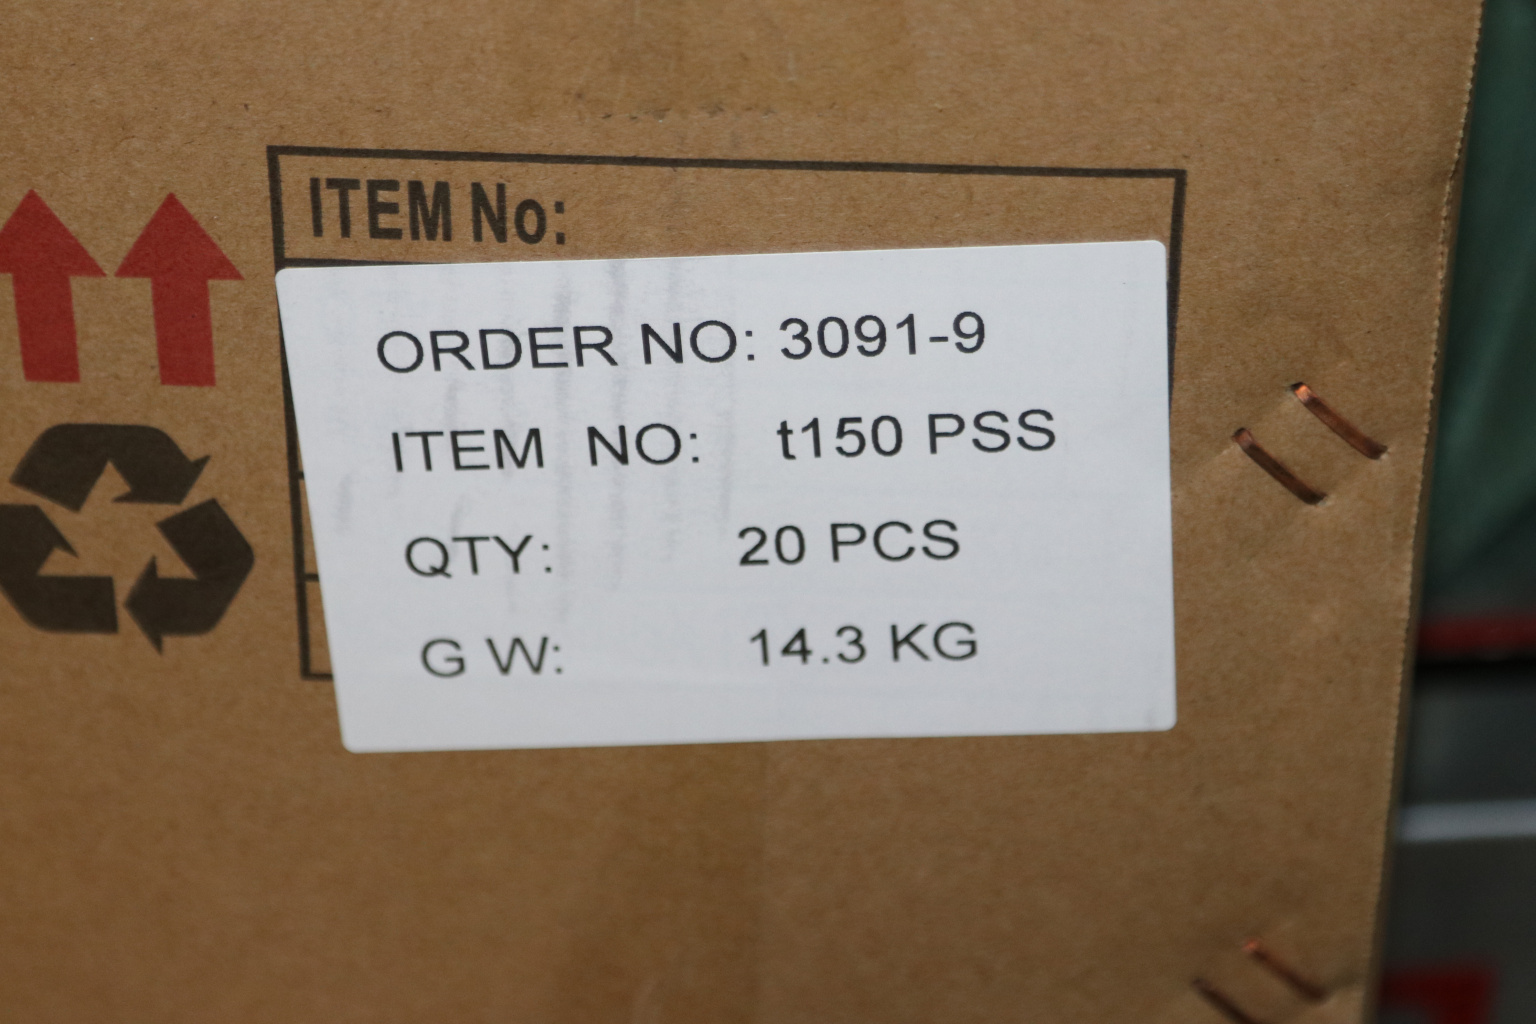 ITEM No:
ORDER NO: 3091-9
ITEM NO: t150 PSS
QTY: 20 PCS
G W: 14.3 KG